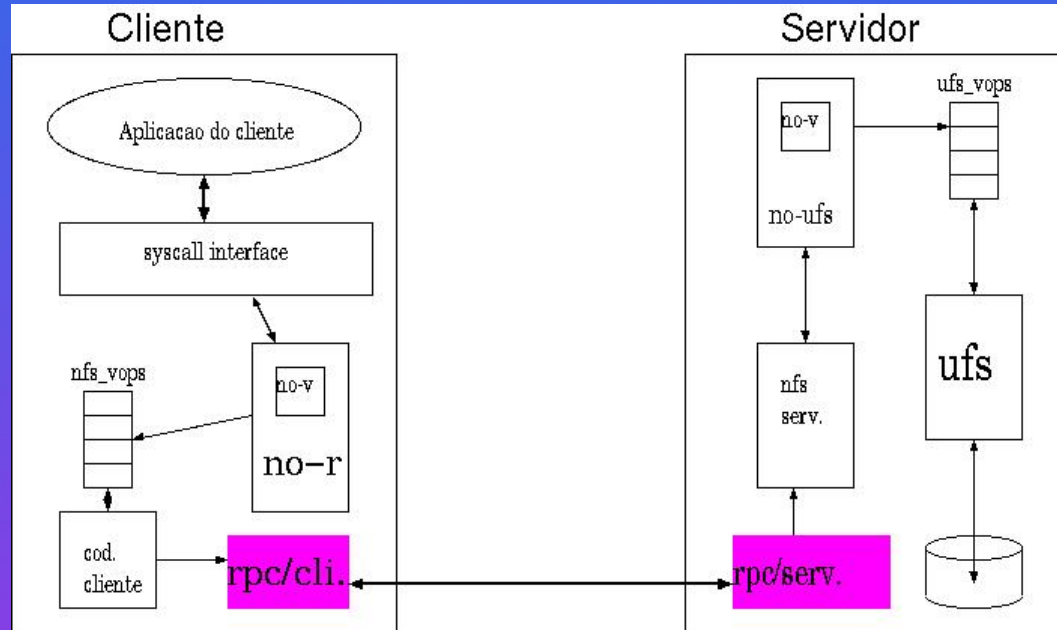 Cliente
Aplicacao do cliente
syscall interface
nfs_vops
no-v
no-r
cod.
cliente
rpc/cli.
Servidor
no-v
no-ufs
ufs_vops
nfs
serv.
ufs
rpc/serv.